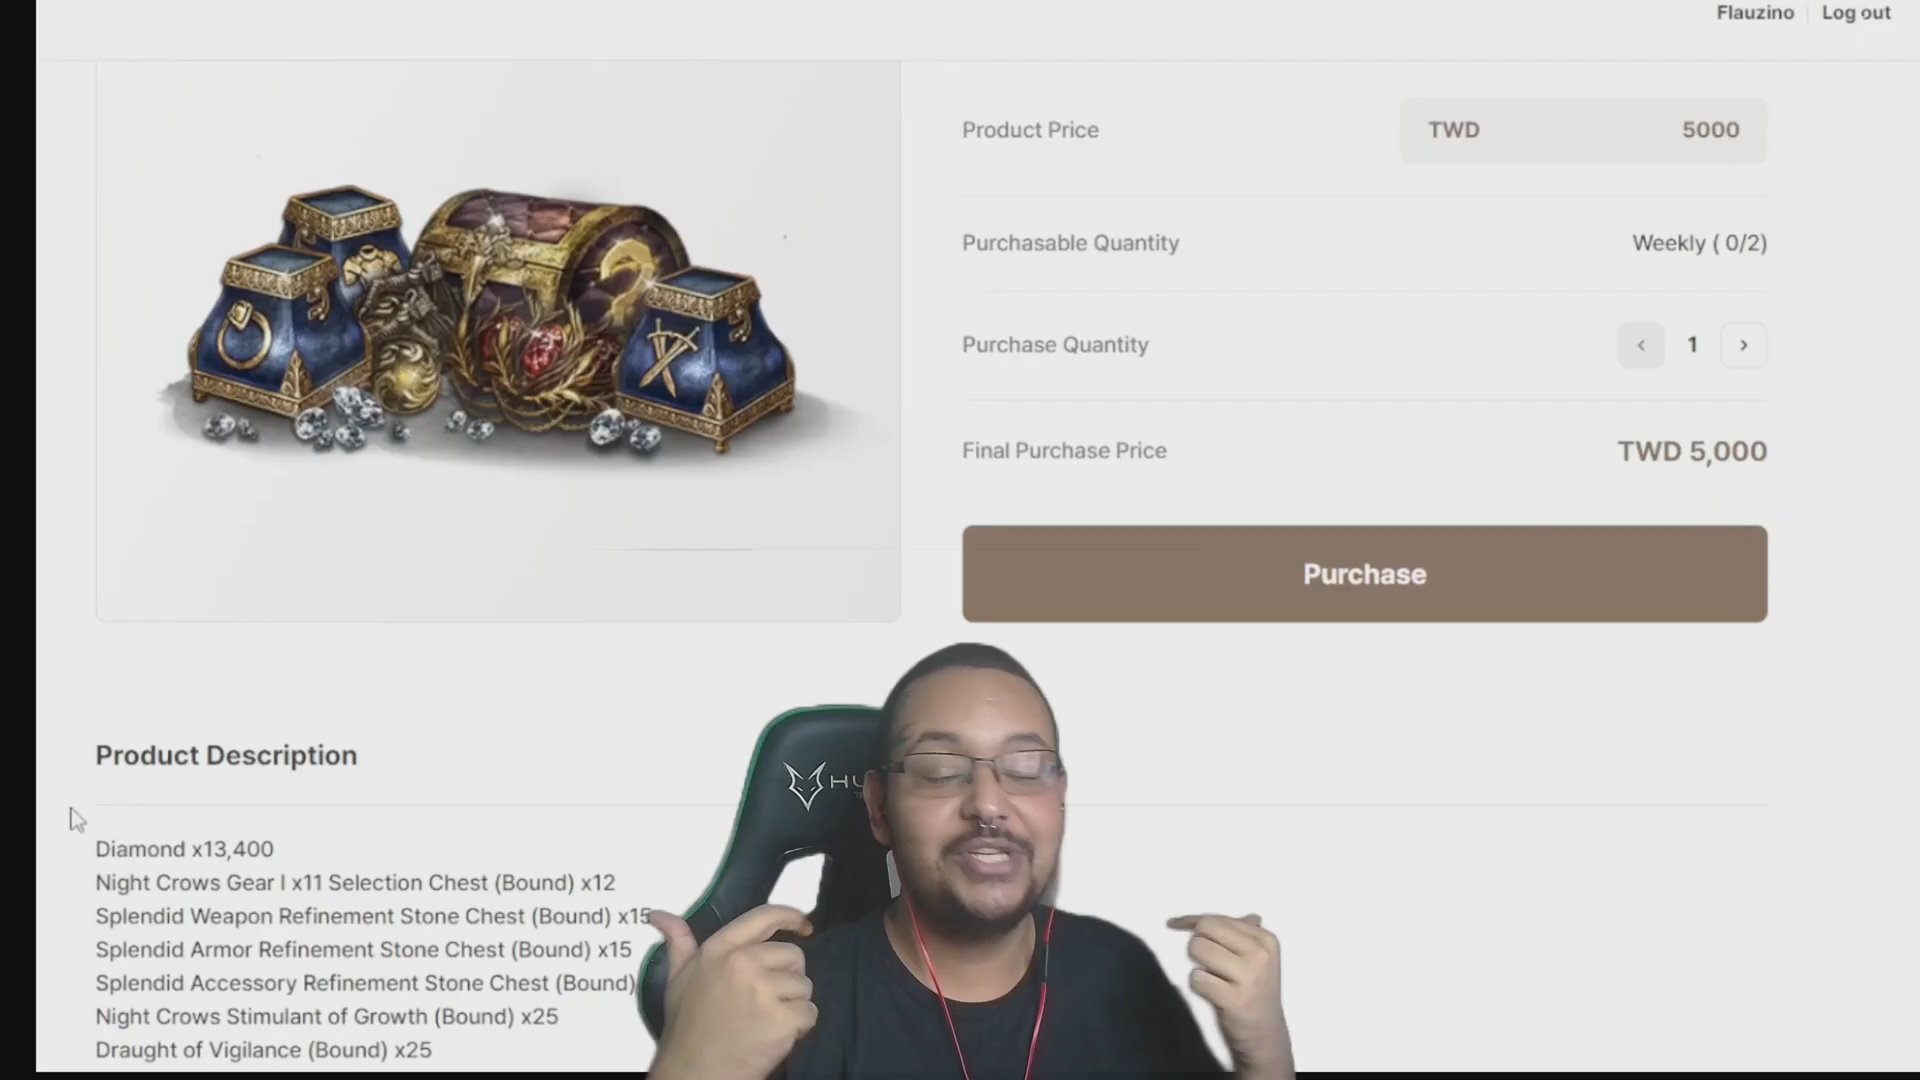 Flauzino
Log out
Product Price
TWD 5000
Purchasable Quantity
Weekly ( 0/2)
Purchase Quantity
‹ 1 ›
Final Purchase Price
TWD 5,000
Purchase
Product Description
Diamond x13,400
Night Crows Gear I x11 Selection Chest (Bound) x12
Splendid Weapon Refinement Stone Chest (Bound) x15
Splendid Armor Refinement Stone Chest (Bound) x15
Splendid Accessory Refinement Stone Chest (Bound)
Night Crows Stimulant of Growth (Bound) x25
Draught of Vigilance (Bound) x25